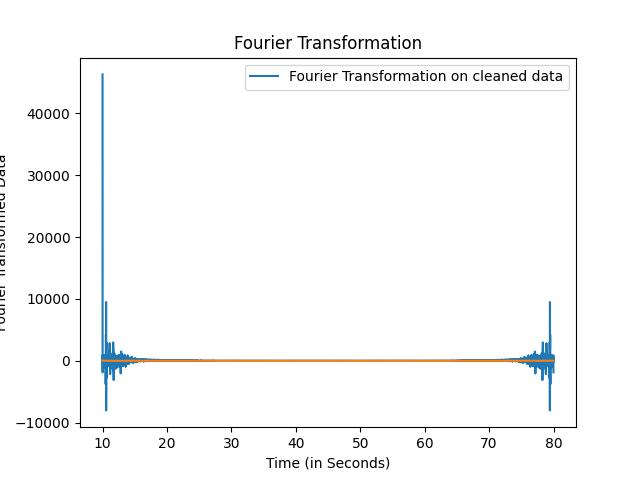 Fourier Transformation
Fourier Transformation on cleaned data
Fourier Transformed Data
40000
30000
20000
10000
0
−10000
10 20 30 40 50 60 70 80
Time (in Seconds)